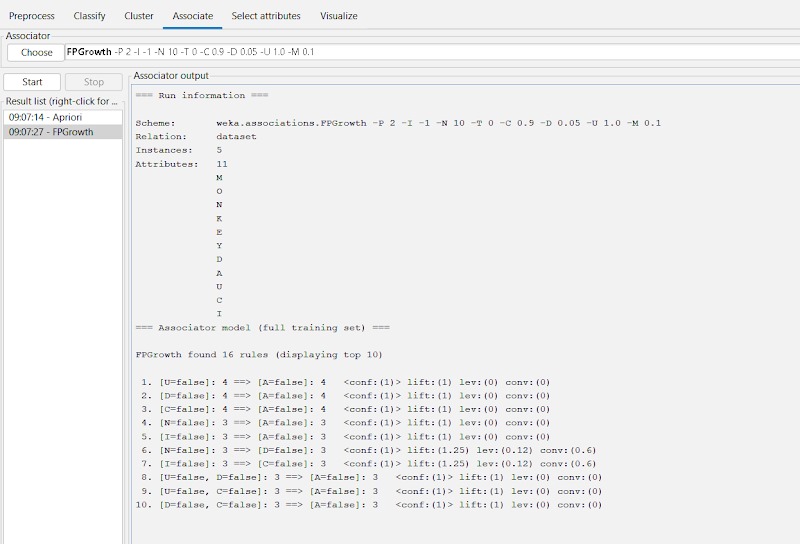 Preprocess Classify Cluster Associate Select attributes Visualize
Associator
Choose FPGrowth -P 2 -I -1 -N 10 -T 0 -C 0.9 -D 0.05 -U 1.0 -M 0.1
Start Stop
Result list (right-click for ...
09:07:14 - Apriori
09:07:27 - FPGrowth
Associator output
=== Run information ===
Scheme: weka.associations.FPGrowth -P 2 -I -1 -N 10 -T 0 -C 0.9 -D 0.05 -U 1.0 -M 0.1
Relation: dataset
Instances: 5
Attributes: 11
M
O
N
K
E
Y
D
A
U
C
I
=== Associator model (full training set) ===
FPGrowth found 16 rules (displaying top 10)
1. [U=false]: 4 ==> [A=false]: 4 <conf:(1)> lift:(1) lev:(0) conv:(0)
2. [D=false]: 4 ==> [A=false]: 4 <conf:(1)> lift:(1) lev:(0) conv:(0)
3. [C=false]: 4 ==> [A=false]: 4 <conf:(1)> lift:(1) lev:(0) conv:(0)
4. [N=false]: 3 ==> [A=false]: 3 <conf:(1)> lift:(1) lev:(0) conv:(0)
5. [I=false]: 3 ==> [A=false]: 3 <conf:(1)> lift:(1) lev:(0) conv:(0)
6. [N=false]: 3 ==> [D=false]: 3 <conf:(1)> lift:(1.25) lev:(0.12) conv:(0.6)
7. [I=false]: 3 ==> [C=false]: 3 <conf:(1)> lift:(1.25) lev:(0.12) conv:(0.6)
8. [U=false, D=false]: 3 ==> [A=false]: 3 <conf:(1)> lift:(1) lev:(0) conv:(0)
9. [U=false, C=false]: 3 ==> [A=false]: 3 <conf:(1)> lift:(1) lev:(0) conv:(0)
10. [D=false, C=false]: 3 ==> [A=false]: 3 <conf:(1)> lift:(1) lev:(0) conv:(0)